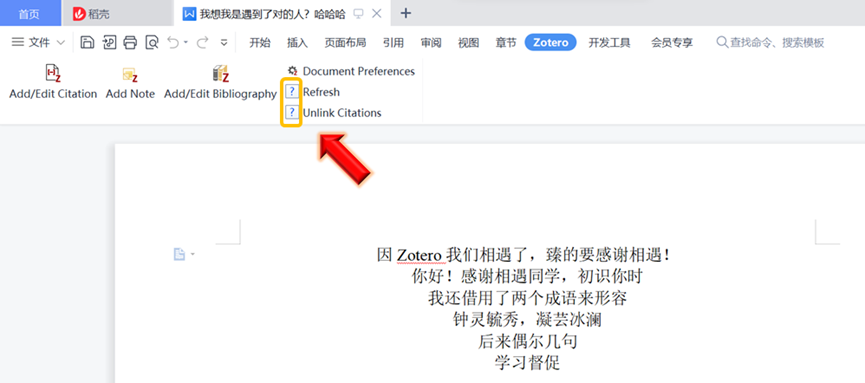 首页 稻壳 我想我是遇到了对的人？哈哈哈
文件 开始 插入 页面布局 引用 审阅 视图 章节 Zotero 开发工具 会员专享 查找命令、搜索模板
Add/Edit Citation Add Note Add/Edit Bibliography
Document Preferences
? Refresh
? Unlink Citations
因 Zotero 我们相遇了，臻的要感谢相遇！
你好！感谢相遇同学，初识你时
我还借用了两个成语来形容
钟灵毓秀，凝芸冰澜
后来偶尔几句
学习督促